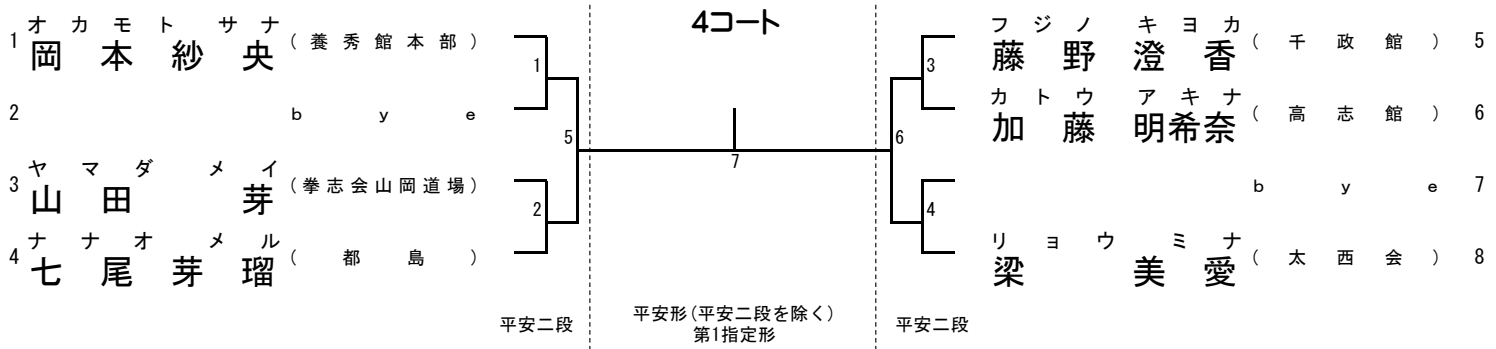 4コート
オカモト サナ
1 岡本紗央 (養秀館本部)
2 bye
ヤマダ メイ
3 山田 芽 (拳志会山岡道場)
ナナオ メル
4 七尾芽瑠 (都島)
1
2
5
7
3
4
6
フジノ キヨカ
藤野 澄香 (千政館) 5
カトウ アキナ
加藤 明希奈 (高志館) 6
bye 7
リョウ ミナ
梁 美愛 (太西会) 8
平安二段
平安形(平安二段を除く)
第1指定形
平安二段